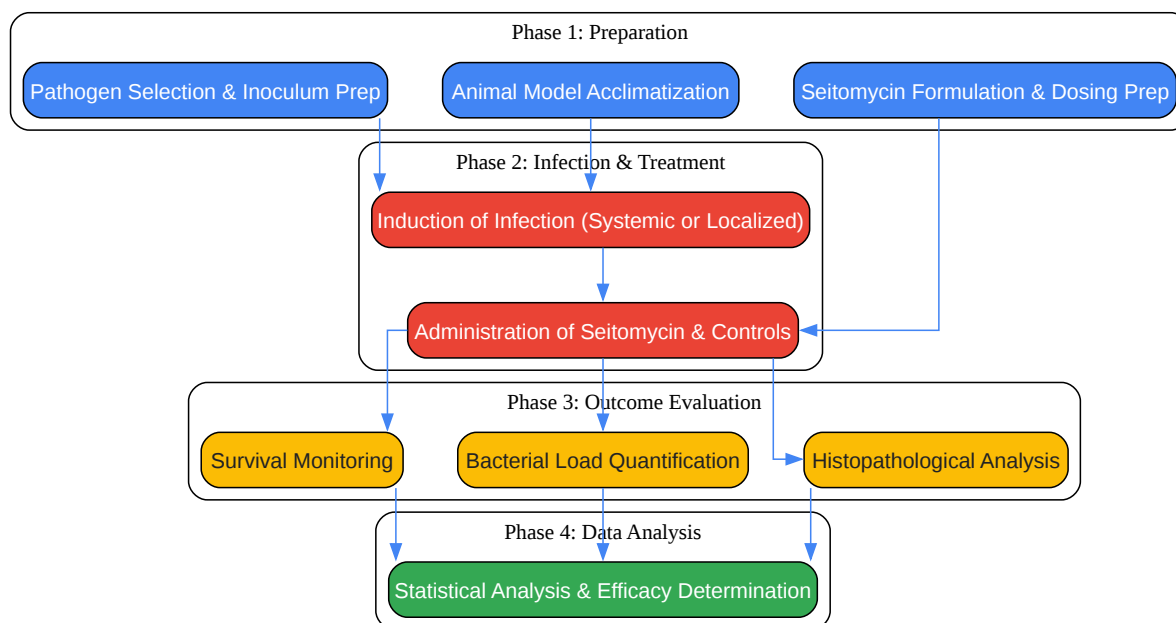 Phase 1: Preparation
Pathogen Selection & Inoculum Prep
Animal Model Acclimatization
Seitomycin Formulation & Dosing Prep
Phase 2: Infection & Treatment
Induction of Infection (Systemic or Localized)
Administration of Seitomycin & Controls
Phase 3: Outcome Evaluation
Survival Monitoring
Bacterial Load Quantification
Histopathological Analysis
Phase 4: Data Analysis
Statistical Analysis & Efficacy Determination